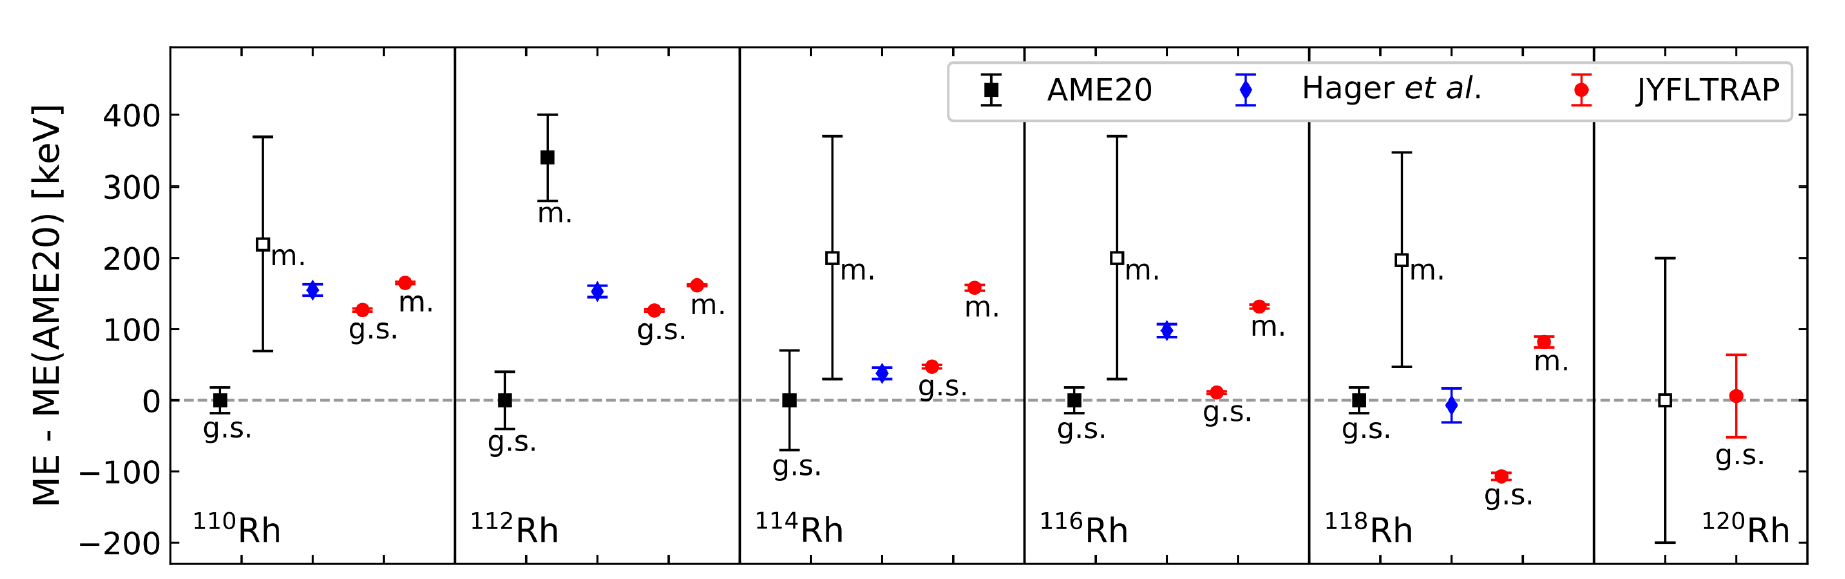 AME20 Hager et al. JYFLTRAP
ME - ME(AME20) [keV]
400
300
200
100
0
−100
−200
g.s. m. g.s. m.
¹¹⁰Rh
g.s. m. g.s. m.
¹¹²Rh
g.s. m. g.s. m.
¹¹⁴Rh
g.s. m. g.s. m.
¹¹⁶Rh
g.s. m. g.s. m.
¹¹⁸Rh
g.s.
¹²⁰Rh